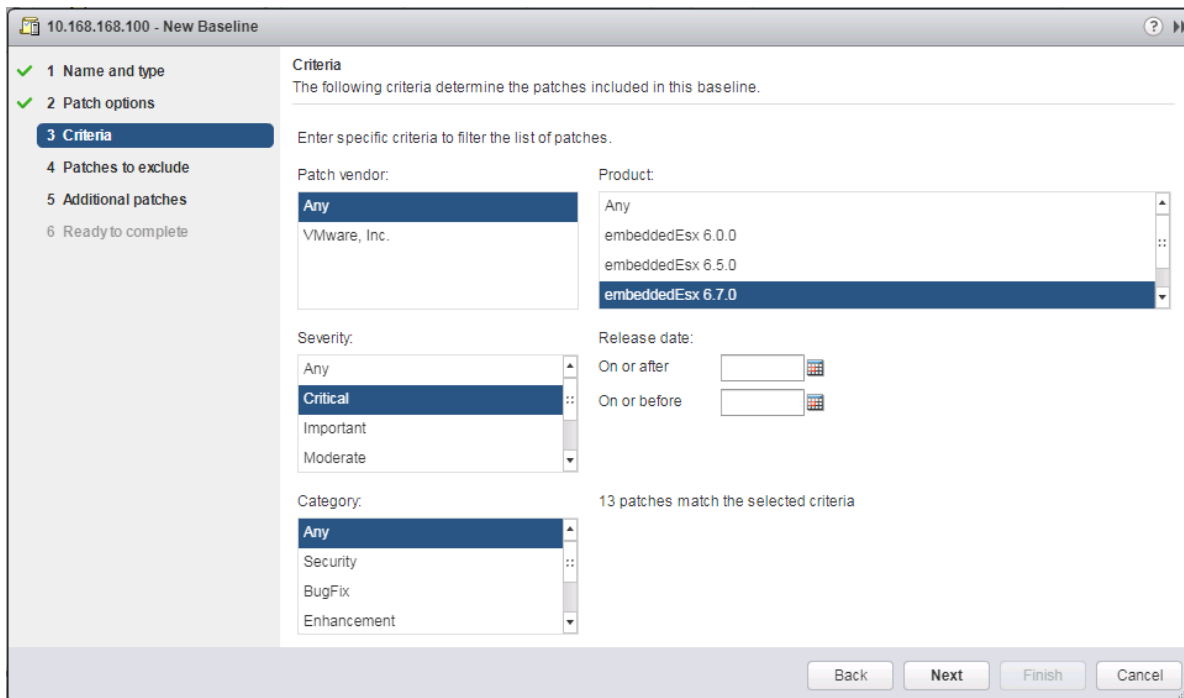 10.168.168.100 - New Baseline
1 Name and type
2 Patch options
3 Criteria
4 Patches to exclude
5 Additional patches
6 Ready to complete
Criteria
The following criteria determine the patches included in this baseline.
Enter specific criteria to filter the list of patches.
Patch vendor:
Any
VMware, Inc.
Product:
Any
embeddedEsx 6.0.0
embeddedEsx 6.5.0
embeddedEsx 6.7.0
Severity:
Any
Critical
Important
Moderate
Release date:
On or after
On or before
Category:
Any
Security
BugFix
Enhancement
13 patches match the selected criteria
Back
Next
Finish
Cancel